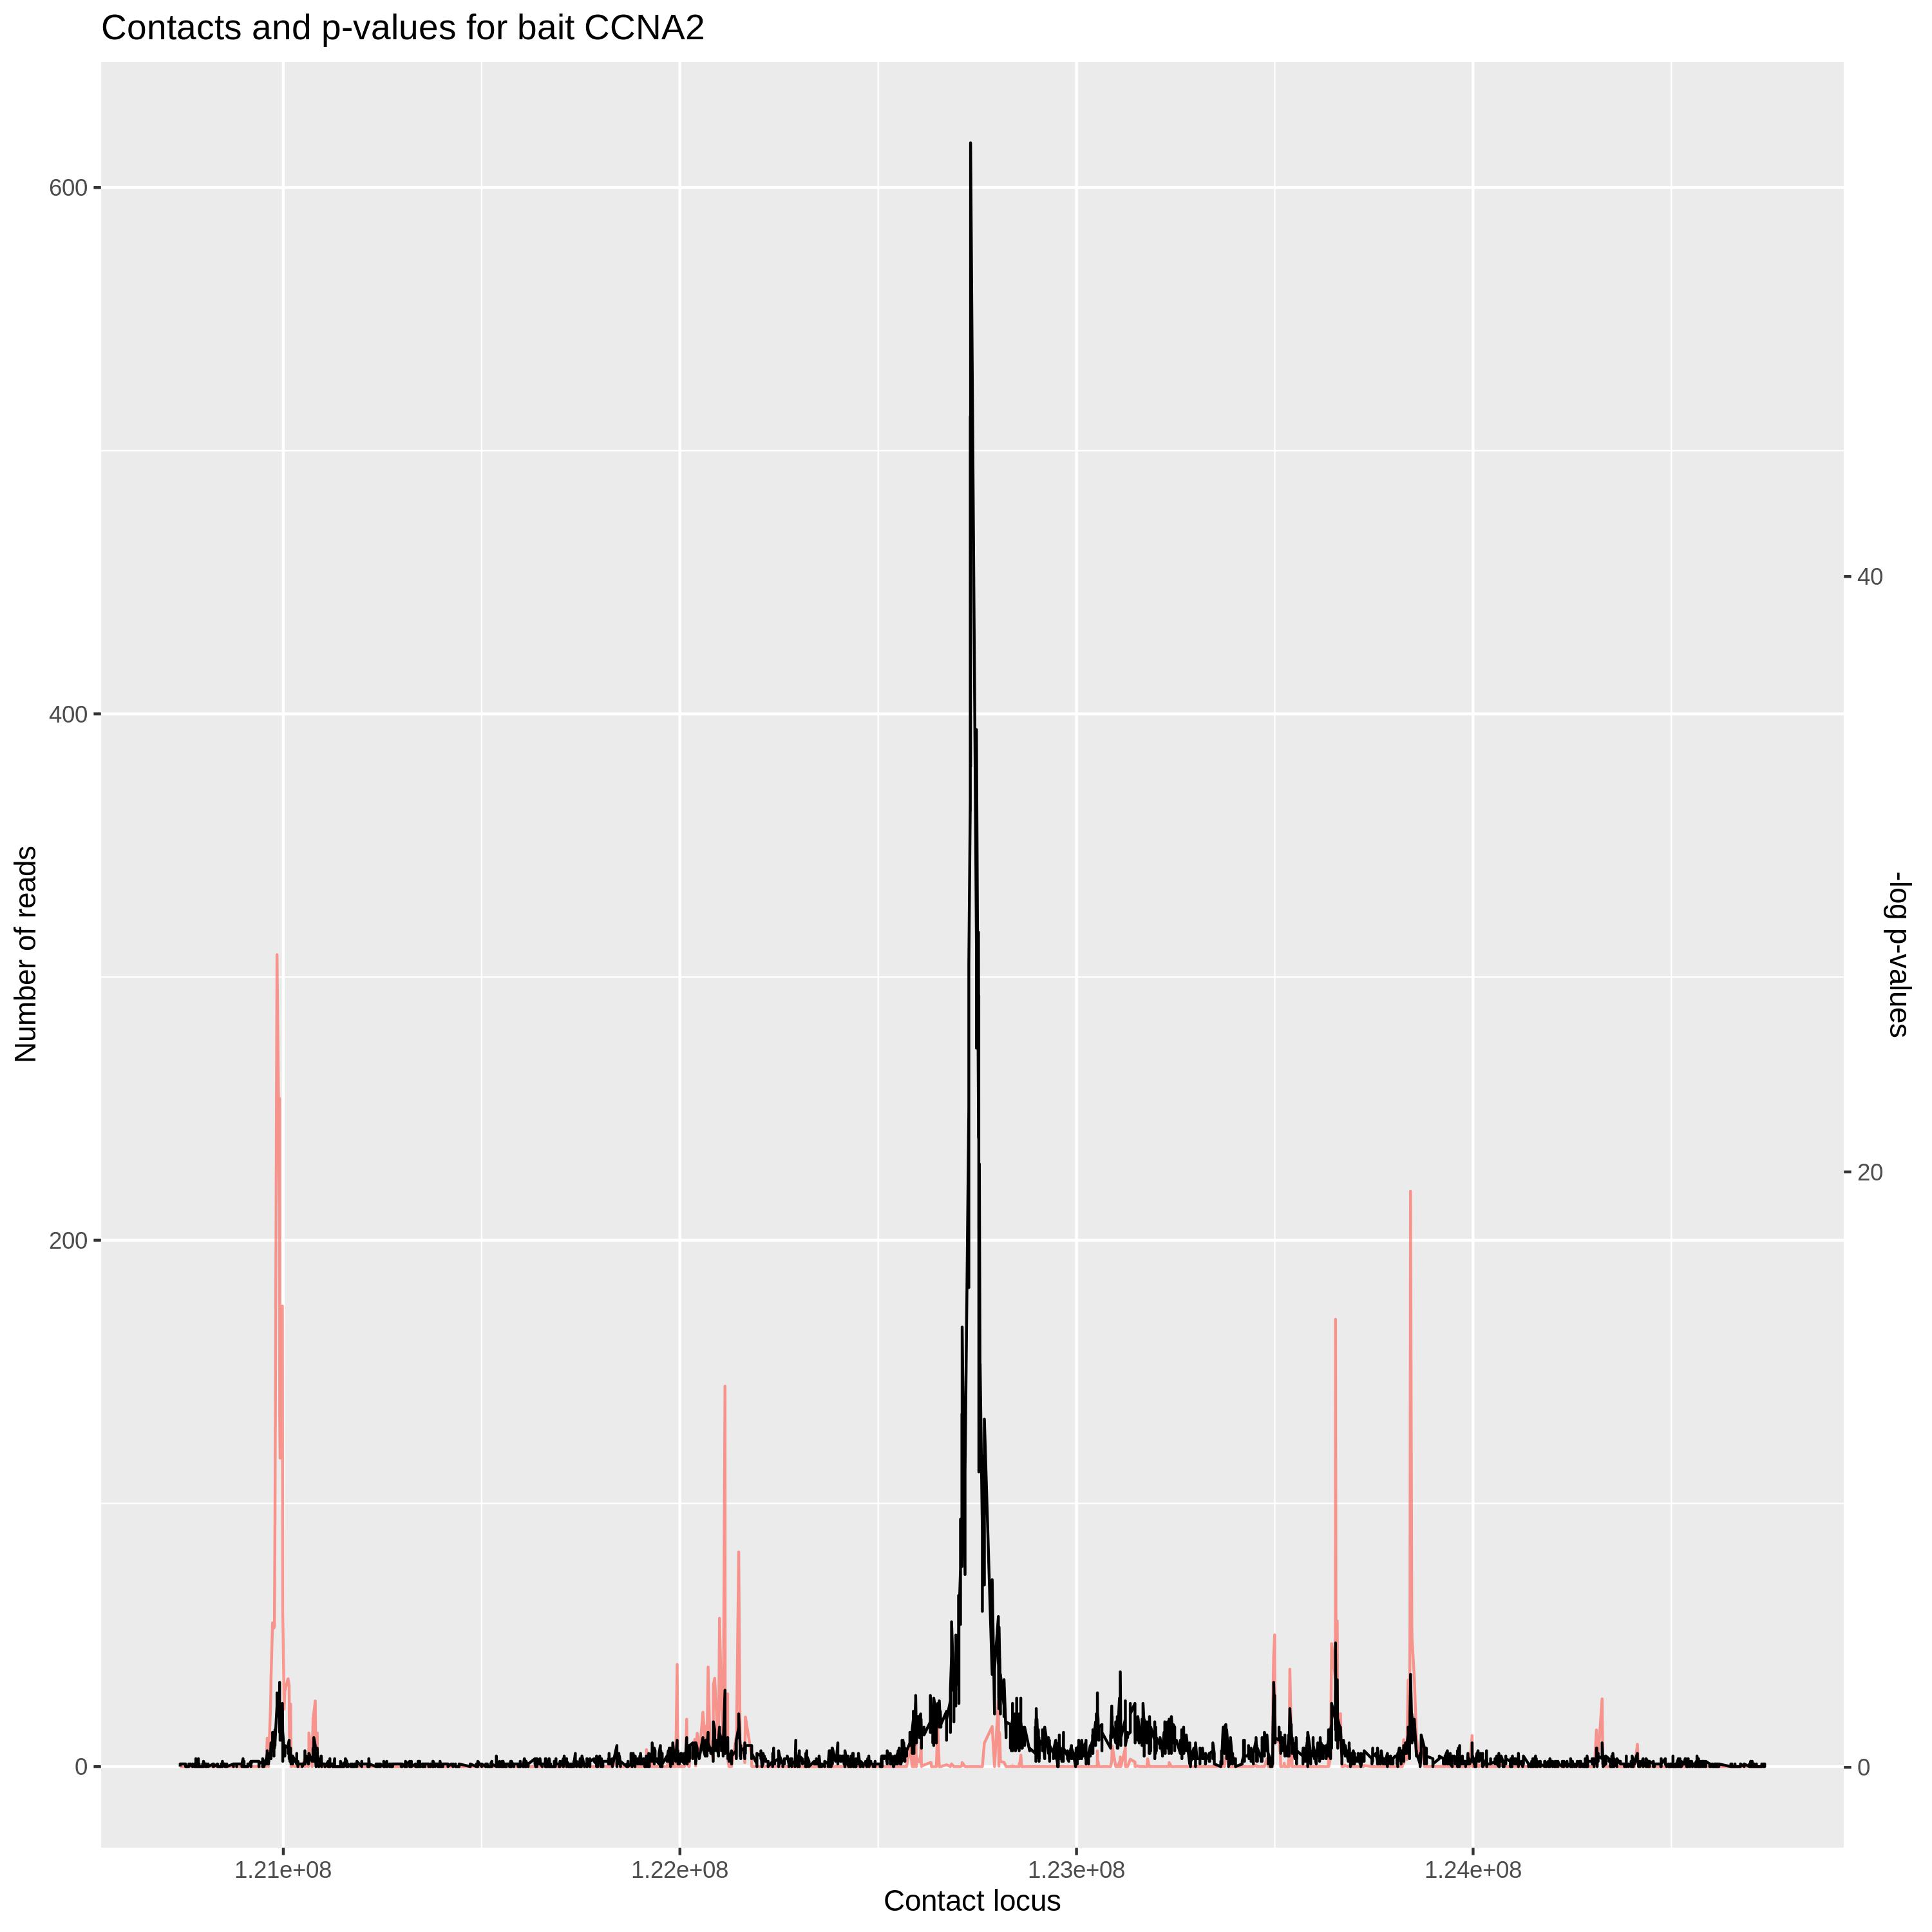 Contacts and p-values for bait CCNA2
600
400
200
0
Number of reads
40
20
0
-log p-values
1.21e+08
1.22e+08
1.23e+08
1.24e+08
Contact locus